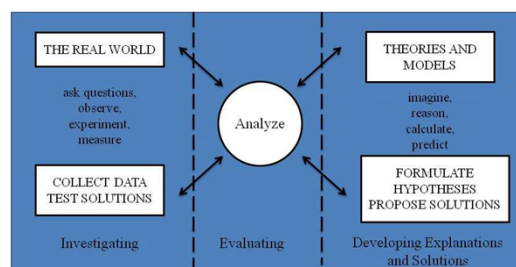 THE REAL WORLD
ask questions,
observe,
experiment,
measure
COLLECT DATA
TEST SOLUTIONS
Investigating
Analyze
Evaluating
THEORIES AND
MODELS
imagine,
reason,
calculate,
predict
FORMULATE
HYPOTHESES
PROPOSE SOLUTIONS
Developing Explanations
and Solutions